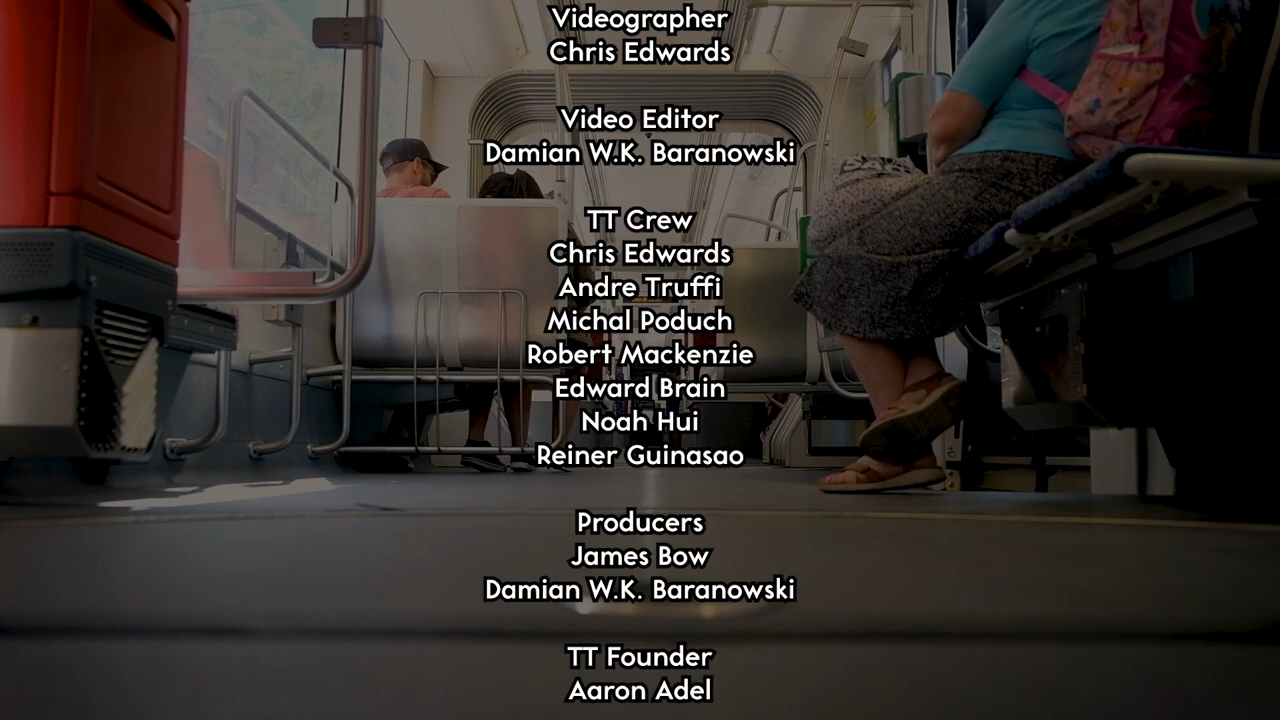 Videographer
Chris Edwards
Video Editor
Damian W.K. Baranowski
TT Crew
Chris Edwards
Andre Truffi
Michal Poduch
Robert Mackenzie
Edward Brain
Noah Hui
Reiner Guinasao
Producers
James Bow
Damian W.K. Baranowski
TT Founder
Aaron Adel